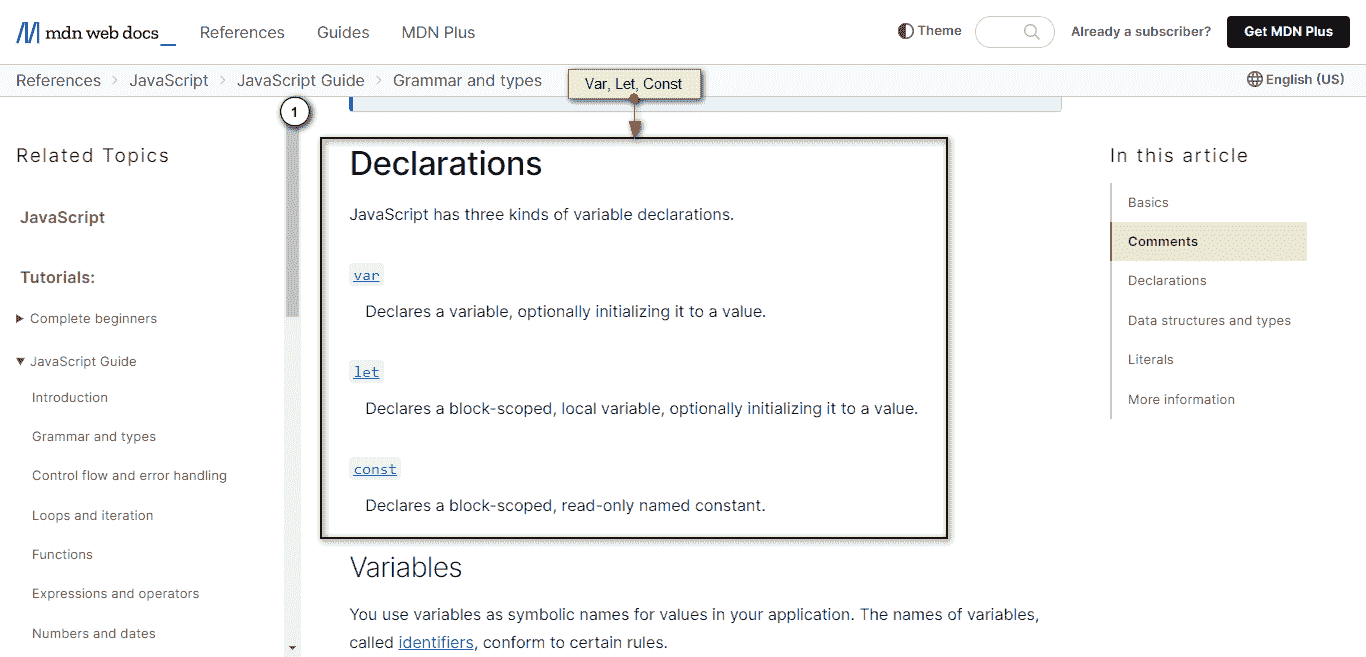 mdn web docs_
References
Guides
MDN Plus
Theme
Already a subscriber?
Get MDN Plus
References
JavaScript
JavaScript Guide
Grammar and types
Var, Let, Const
English (US)
1
Related Topics
JavaScript
Tutorials:
Complete beginners
JavaScript Guide
Introduction
Grammar and types
Control flow and error handling
Loops and iteration
Functions
Expressions and operators
Numbers and dates
Declarations
JavaScript has three kinds of variable declarations.
var
Declares a variable, optionally initializing it to a value.
let
Declares a block-scoped, local variable, optionally initializing it to a value.
const
Declares a block-scoped, read-only named constant.
Variables
You use variables as symbolic names for values in your application. The names of variables,
called identifiers, conform to certain rules.
In this article
Basics
Comments
Declarations
Data structures and types
Literals
More information